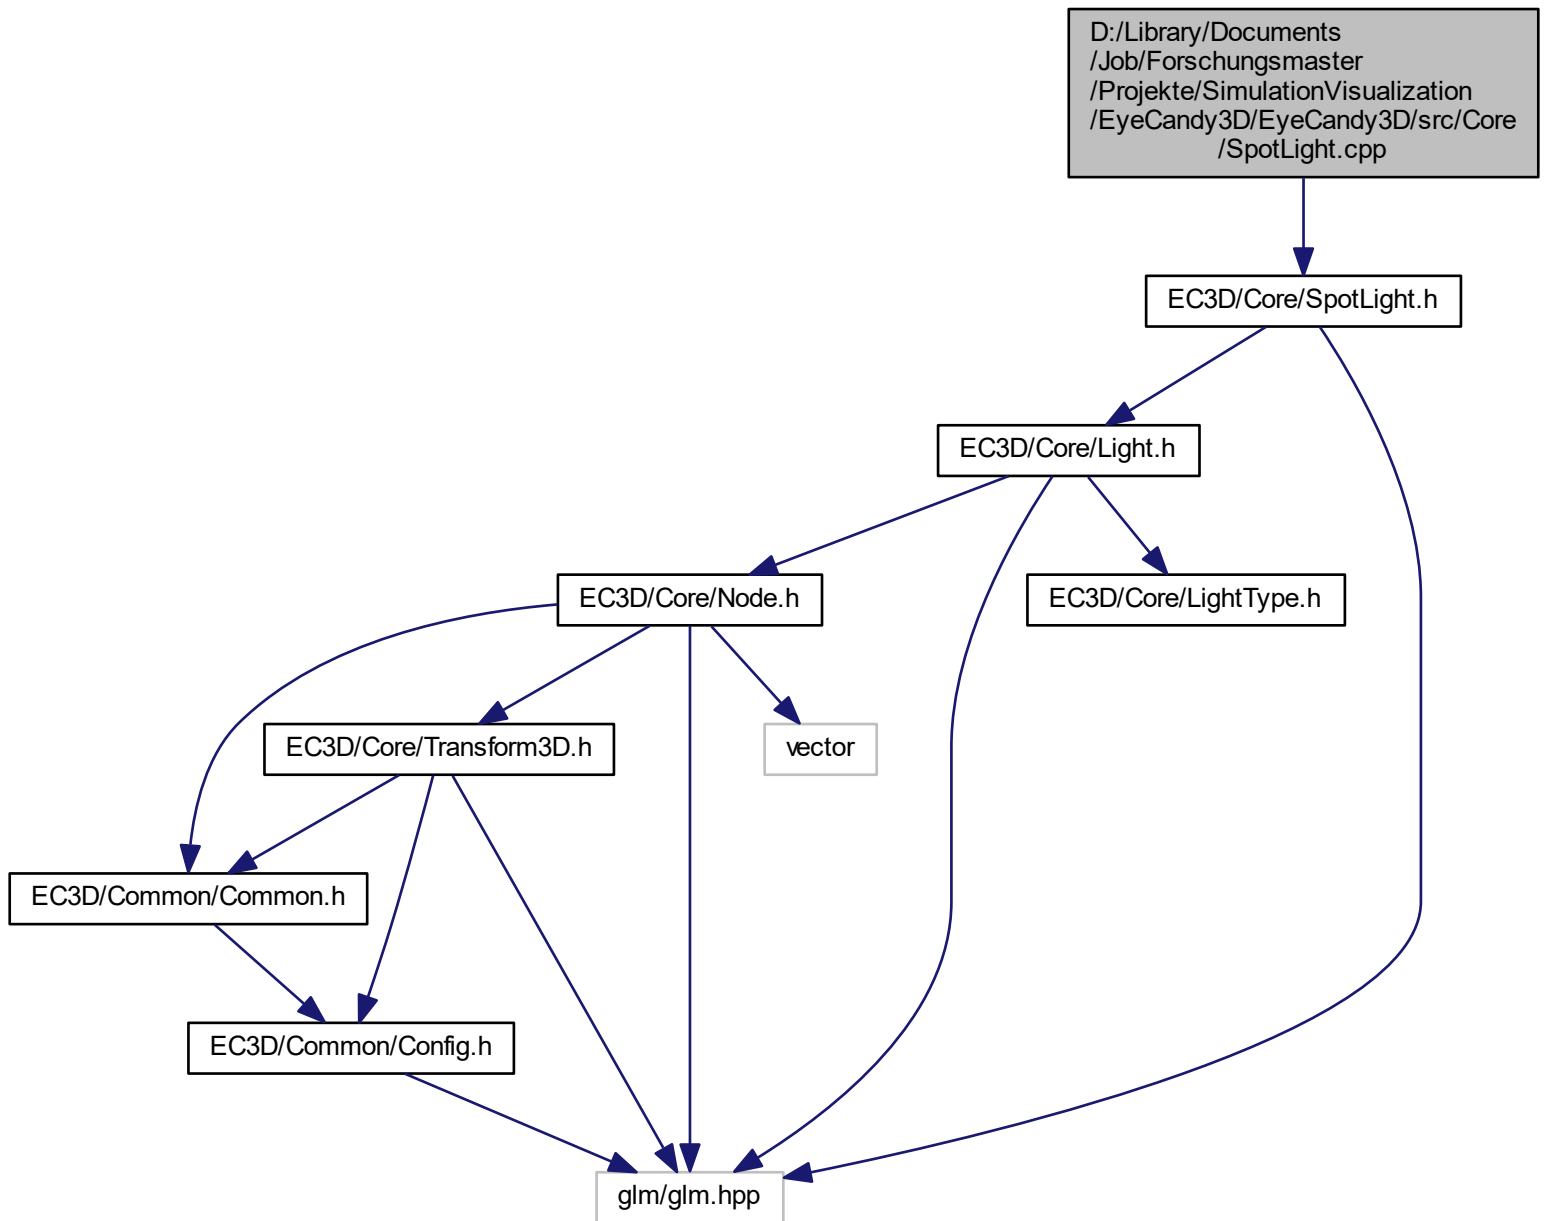 D:/Library/Documents
/Job/Forschungsmaster
/Projekte/SimulationVisualization
/EyeCandy3D/EyeCandy3D/src/Core
/SpotLight.cpp
EC3D/Core/SpotLight.h
EC3D/Core/Light.h
EC3D/Core/Node.h
EC3D/Core/LightType.h
EC3D/Core/Transform3D.h
vector
EC3D/Common/Common.h
EC3D/Common/Config.h
glm/glm.hpp